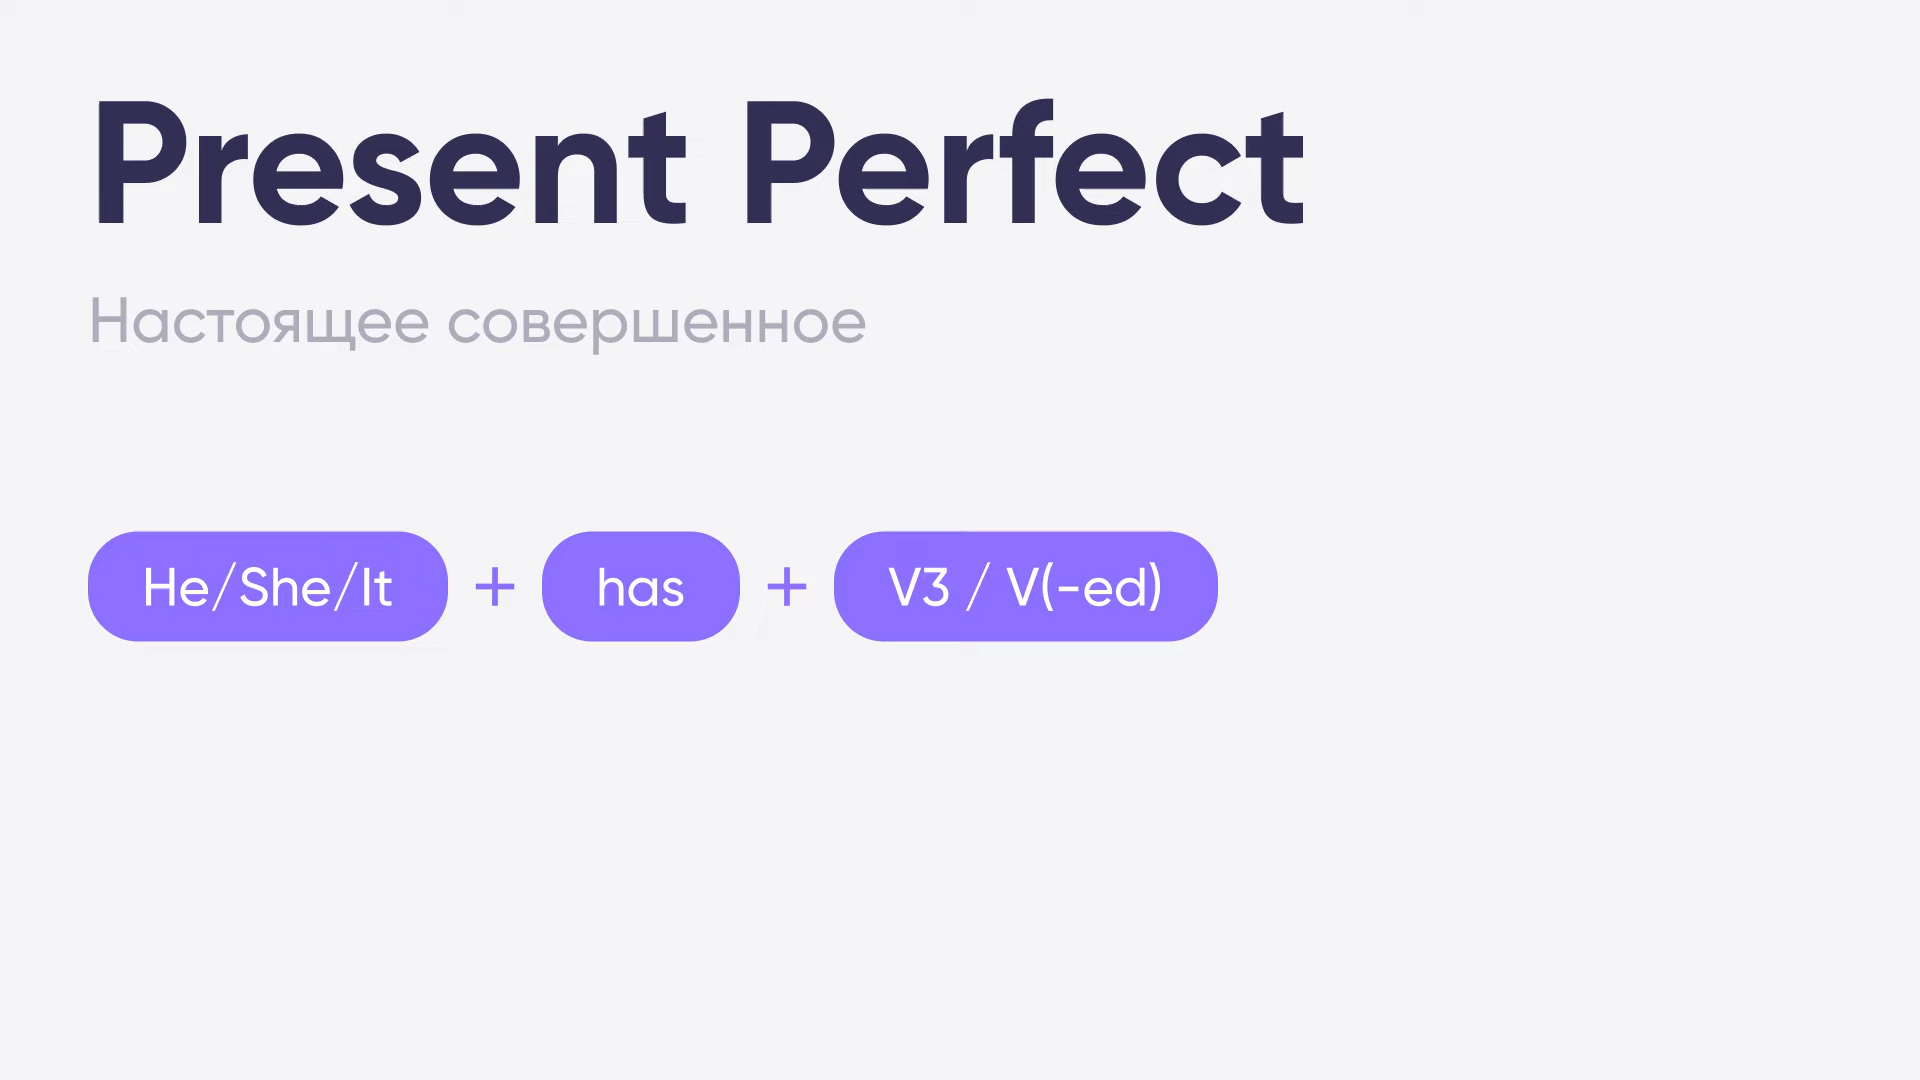 Present Perfect
Настоящее совершенное
He/She/It + has + V3 / V(-ed)